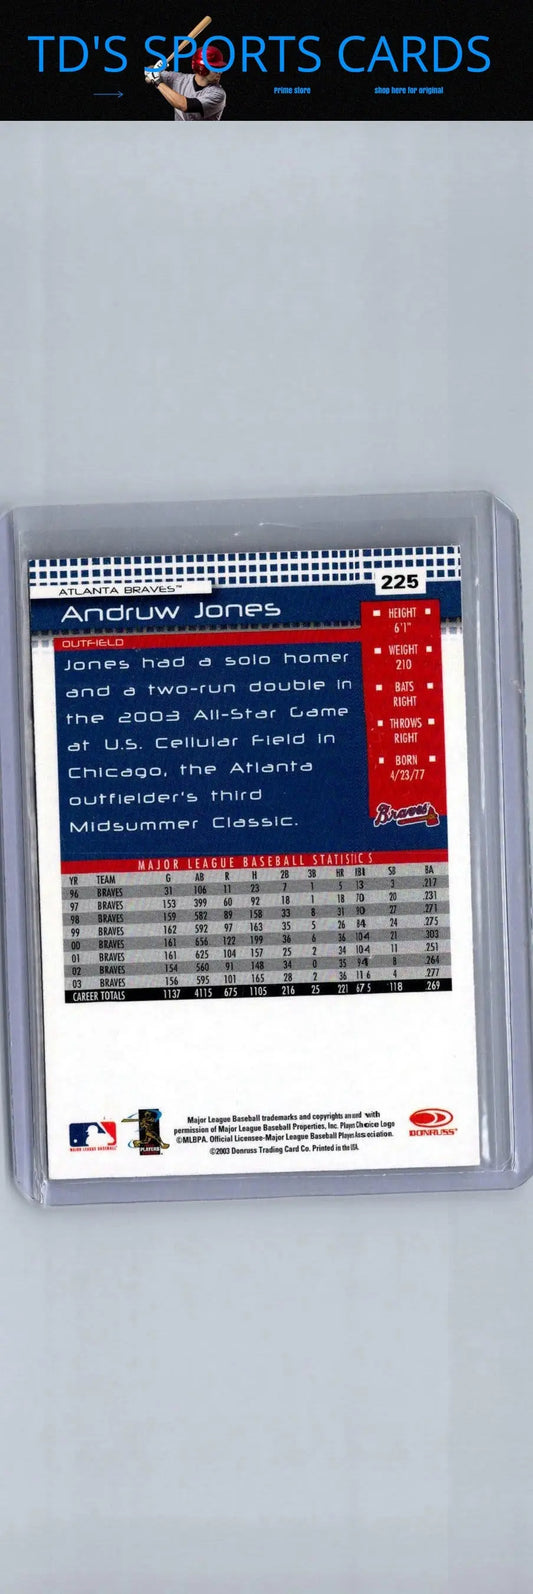 TD'S SPORTS CARDS
Prime store
shop here for original
ATLANTA BRAVES™
225
Andruw Jones
OUTFIELD
HEIGHT
6'1"
WEIGHT
210
BATS
RIGHT
THROWS
RIGHT
BORN
4/23/77
Braves
Jones had a solo homer
and a two-run double in
the 2003 All-Star Game
at U.S. Cellular Field in
Chicago, the Atlanta
outfielder's third
Midsummer Classic.
MAJOR LEAGUE BASEBALL STATISTICS
YR TEAM G AB R H 2B 3B HR IBI SB BA
96 BRAVES 31 106 11 23 7 1 5 13 3 .217
97 BRAVES 153 399 60 92 18 1 18 70 20 .231
98 BRAVES 159 582 89 158 33 8 31 90 27 .271
99 BRAVES 162 592 97 163 35 5 26 84 24 .275
00 BRAVES 161 656 122 199 36 6 36 104 21 .303
01 BRAVES 161 625 104 157 25 2 34 104 11 .251
02 BRAVES 154 560 91 148 34 0 35 94 8 .264
03 BRAVES 156 595 101 165 28 2 36 116 4 .277
CAREER TOTALS 1137 4115 675 1105 216 25 221 675 118 .269
Major League Baseball trademarks and copyrights are used with
permission of Major League Baseball Properties, Inc. Players Choice Logo
©MLBPA. Official Licensee-Major League Baseball Players Association.
©2003 Donruss Trading Card Co. Printed in the USA.
MAJOR LEAGUE BASEBALL
PLAYERS
DONRUSS